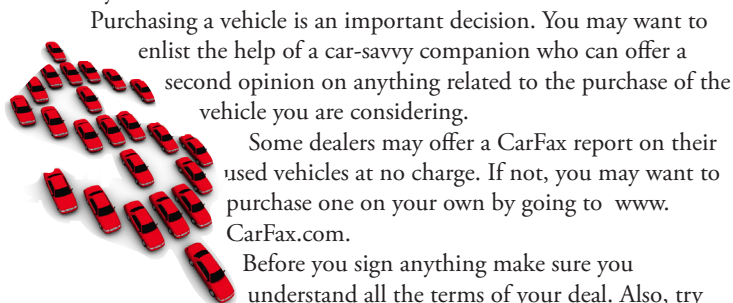 Purchasing a vehicle is an important decision. You may want to
enlist the help of a car-savvy companion who can offer a
second opinion on anything related to the purchase of the
vehicle you are considering.
Some dealers may offer a CarFax report on their
used vehicles at no charge. If not, you may want to
purchase one on your own by going to www.
CarFax.com.
Before you sign anything make sure you
understand all the terms of your deal. Also, try